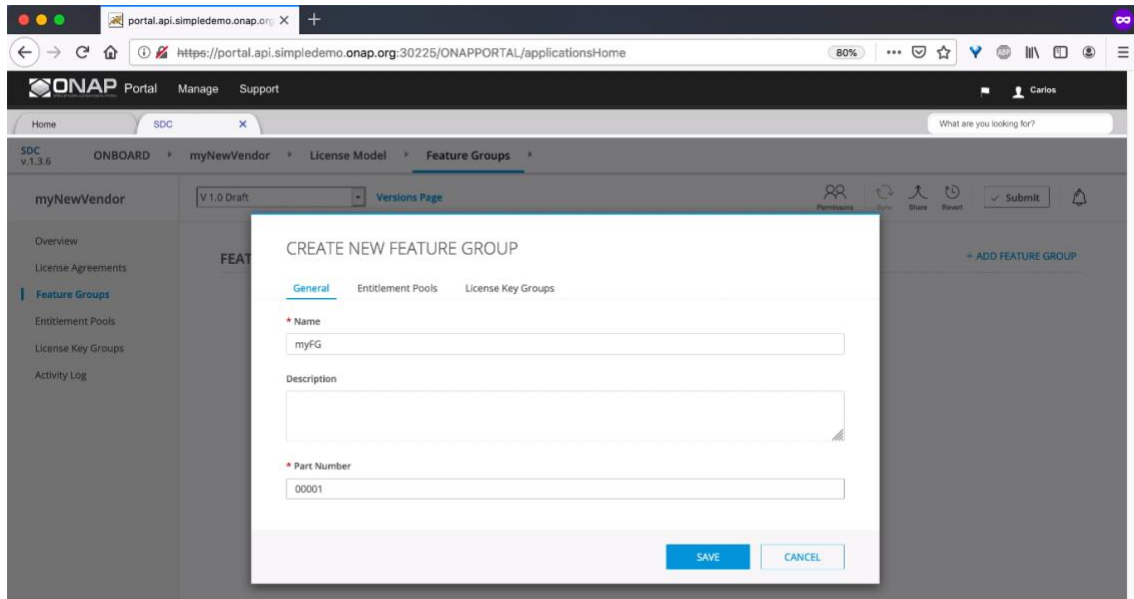 portal.api.simpledemo.onap.org
https://portal.api.simpledemo.onap.org:30225/ONAPPORTAL/applicationsHome 80%
ONAP Portal Manage Support Carlos
Home SDC What are you looking for?
SDC v.1.3.6 ONBOARD myNewVendor License Model Feature Groups
myNewVendor V 1.0 Draft Versions Page Permissions Sync Share Revert Submit
Overview
License Agreements
Feature Groups
Entitlement Pools
License Key Groups
Activity Log
FEAT + ADD FEATURE GROUP
CREATE NEW FEATURE GROUP
General Entitlement Pools License Key Groups
* Name
myFG
Description
* Part Number
00001
SAVE CANCEL